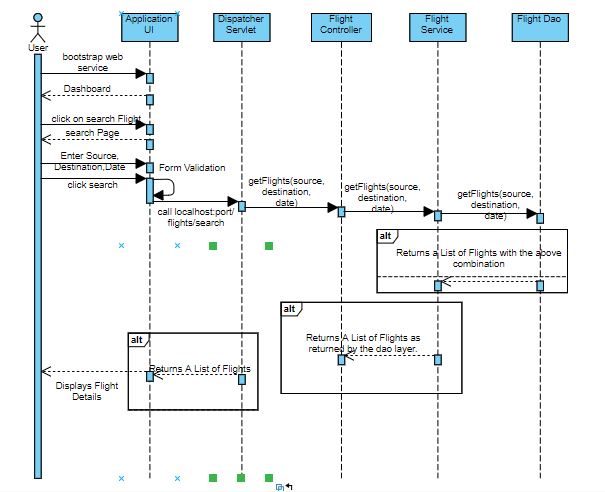 Application
UI
Dispatcher
Servlet
Flight
Controller
Flight
Service
Flight Dao
User
bootstrap web
service
Dashboard
click on search Flight
search Page
Enter Source,
Destination,Date
Form Validation
click search
getFlights(source,
destination,
date)
getFlights(source,
destination,
date)
getFlights(source,
destination,
date)
call localhost:port/
flights/search
alt
Returns a List of Flights with the above
combination
alt
Returns A List of Flights as
returned by the dao layer.
alt
Returns A List of Flights
Displays Flight
Details